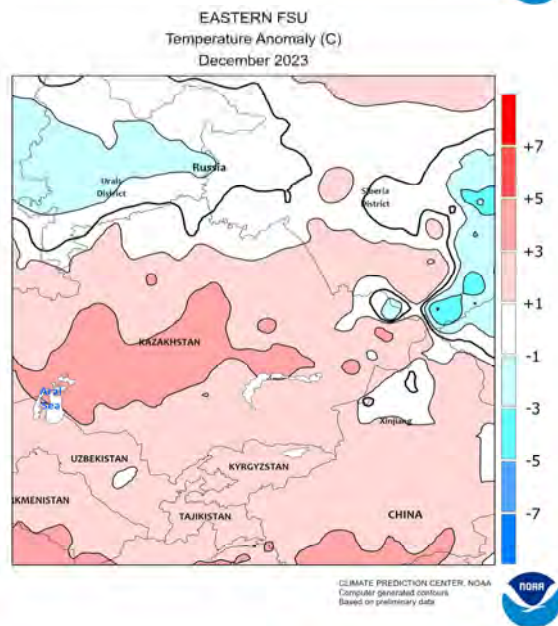 EASTERN FSU
Temperature Anomaly (C)
December 2023
Russia
Urals
District
Siberia
District
KAZAKHSTAN
Aral
Sea
Xinjiang
UZBEKISTAN
KYRGYZSTAN
RKMENISTAN
TAJIKISTAN
CHINA
+7
+5
+3
+1
-1
-3
-5
-7
CLIMATE PREDICTION CENTER, NOAA
Computer generated contours
Based on preliminary data
NOAA